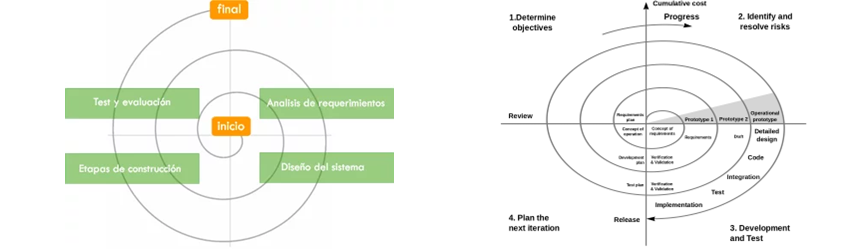 final
Test y evaluación
Analisis de requerimientos
inicio
Etapas de construcción
Diseño del sistema
Cumulative cost
Progress
1.Determine
objectives
2. Identify and
resolve risks
Review
Requirements
plan
Prototype 1
Prototype 2
Operational
prototype
Concept of
operation
Concept of
requirements
Requirements
Draft
Detailed
design
Development
plan
Verification
& Validation
Code
Integration
Test plan
Verification
& Validation
Test
Implementation
Release
4. Plan the
next iteration
3. Development
and Test